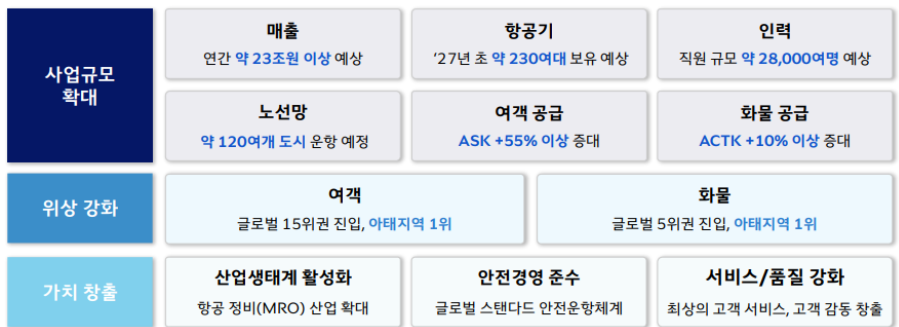 사업규모
확대
매출
연간 약 23조원 이상 예상
항공기
‘27년 초 약 230여대 보유 예상
인력
직원 규모 약 28,000여명 예상
노선망
약 120여개 도시 운항 예정
여객 공급
ASK +55% 이상 증대
화물 공급
ACTK +10% 이상 증대
위상 강화
여객
글로벌 15위권 진입, 아태지역 1위
화물
글로벌 5위권 진입, 아태지역 1위
가치 창출
산업생태계 활성화
항공 정비(MRO) 산업 확대
안전경영 준수
글로벌 스탠다드 안전운항체계
서비스/품질 강화
최상의 고객 서비스, 고객 감동 창출